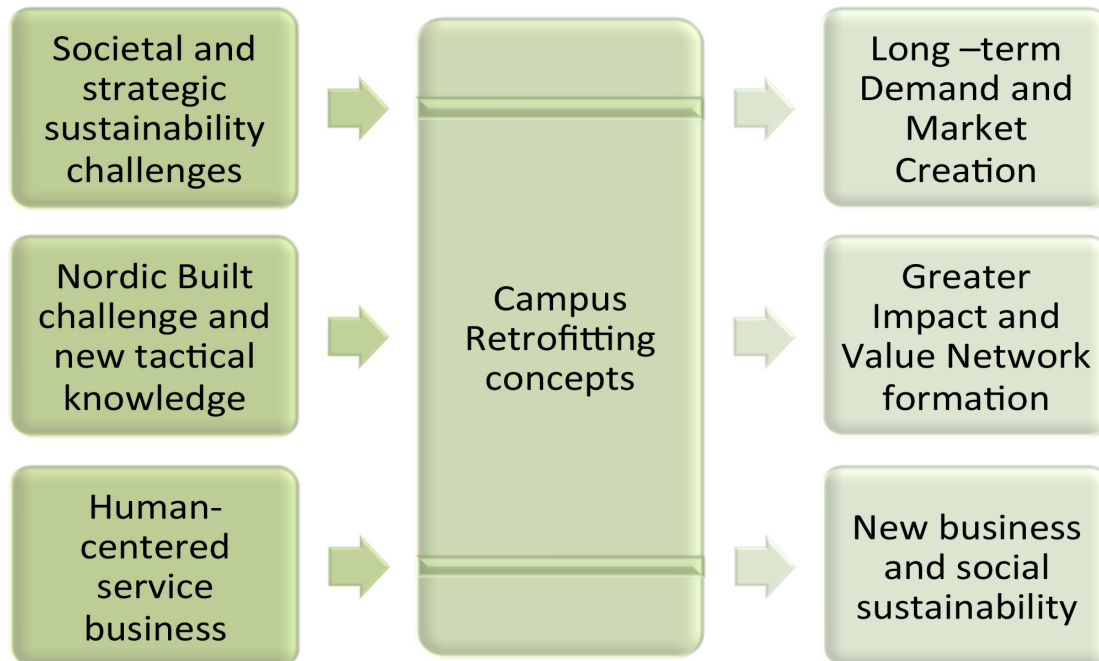 Societal and
strategic
sustainability
challenges
Nordic Built
challenge and
new tactical
knowledge
Human-
centered
service
business
Campus
Retrofitting
concepts
Long –term
Demand and
Market
Creation
Greater
Impact and
Value Network
formation
New business
and social
sustainability